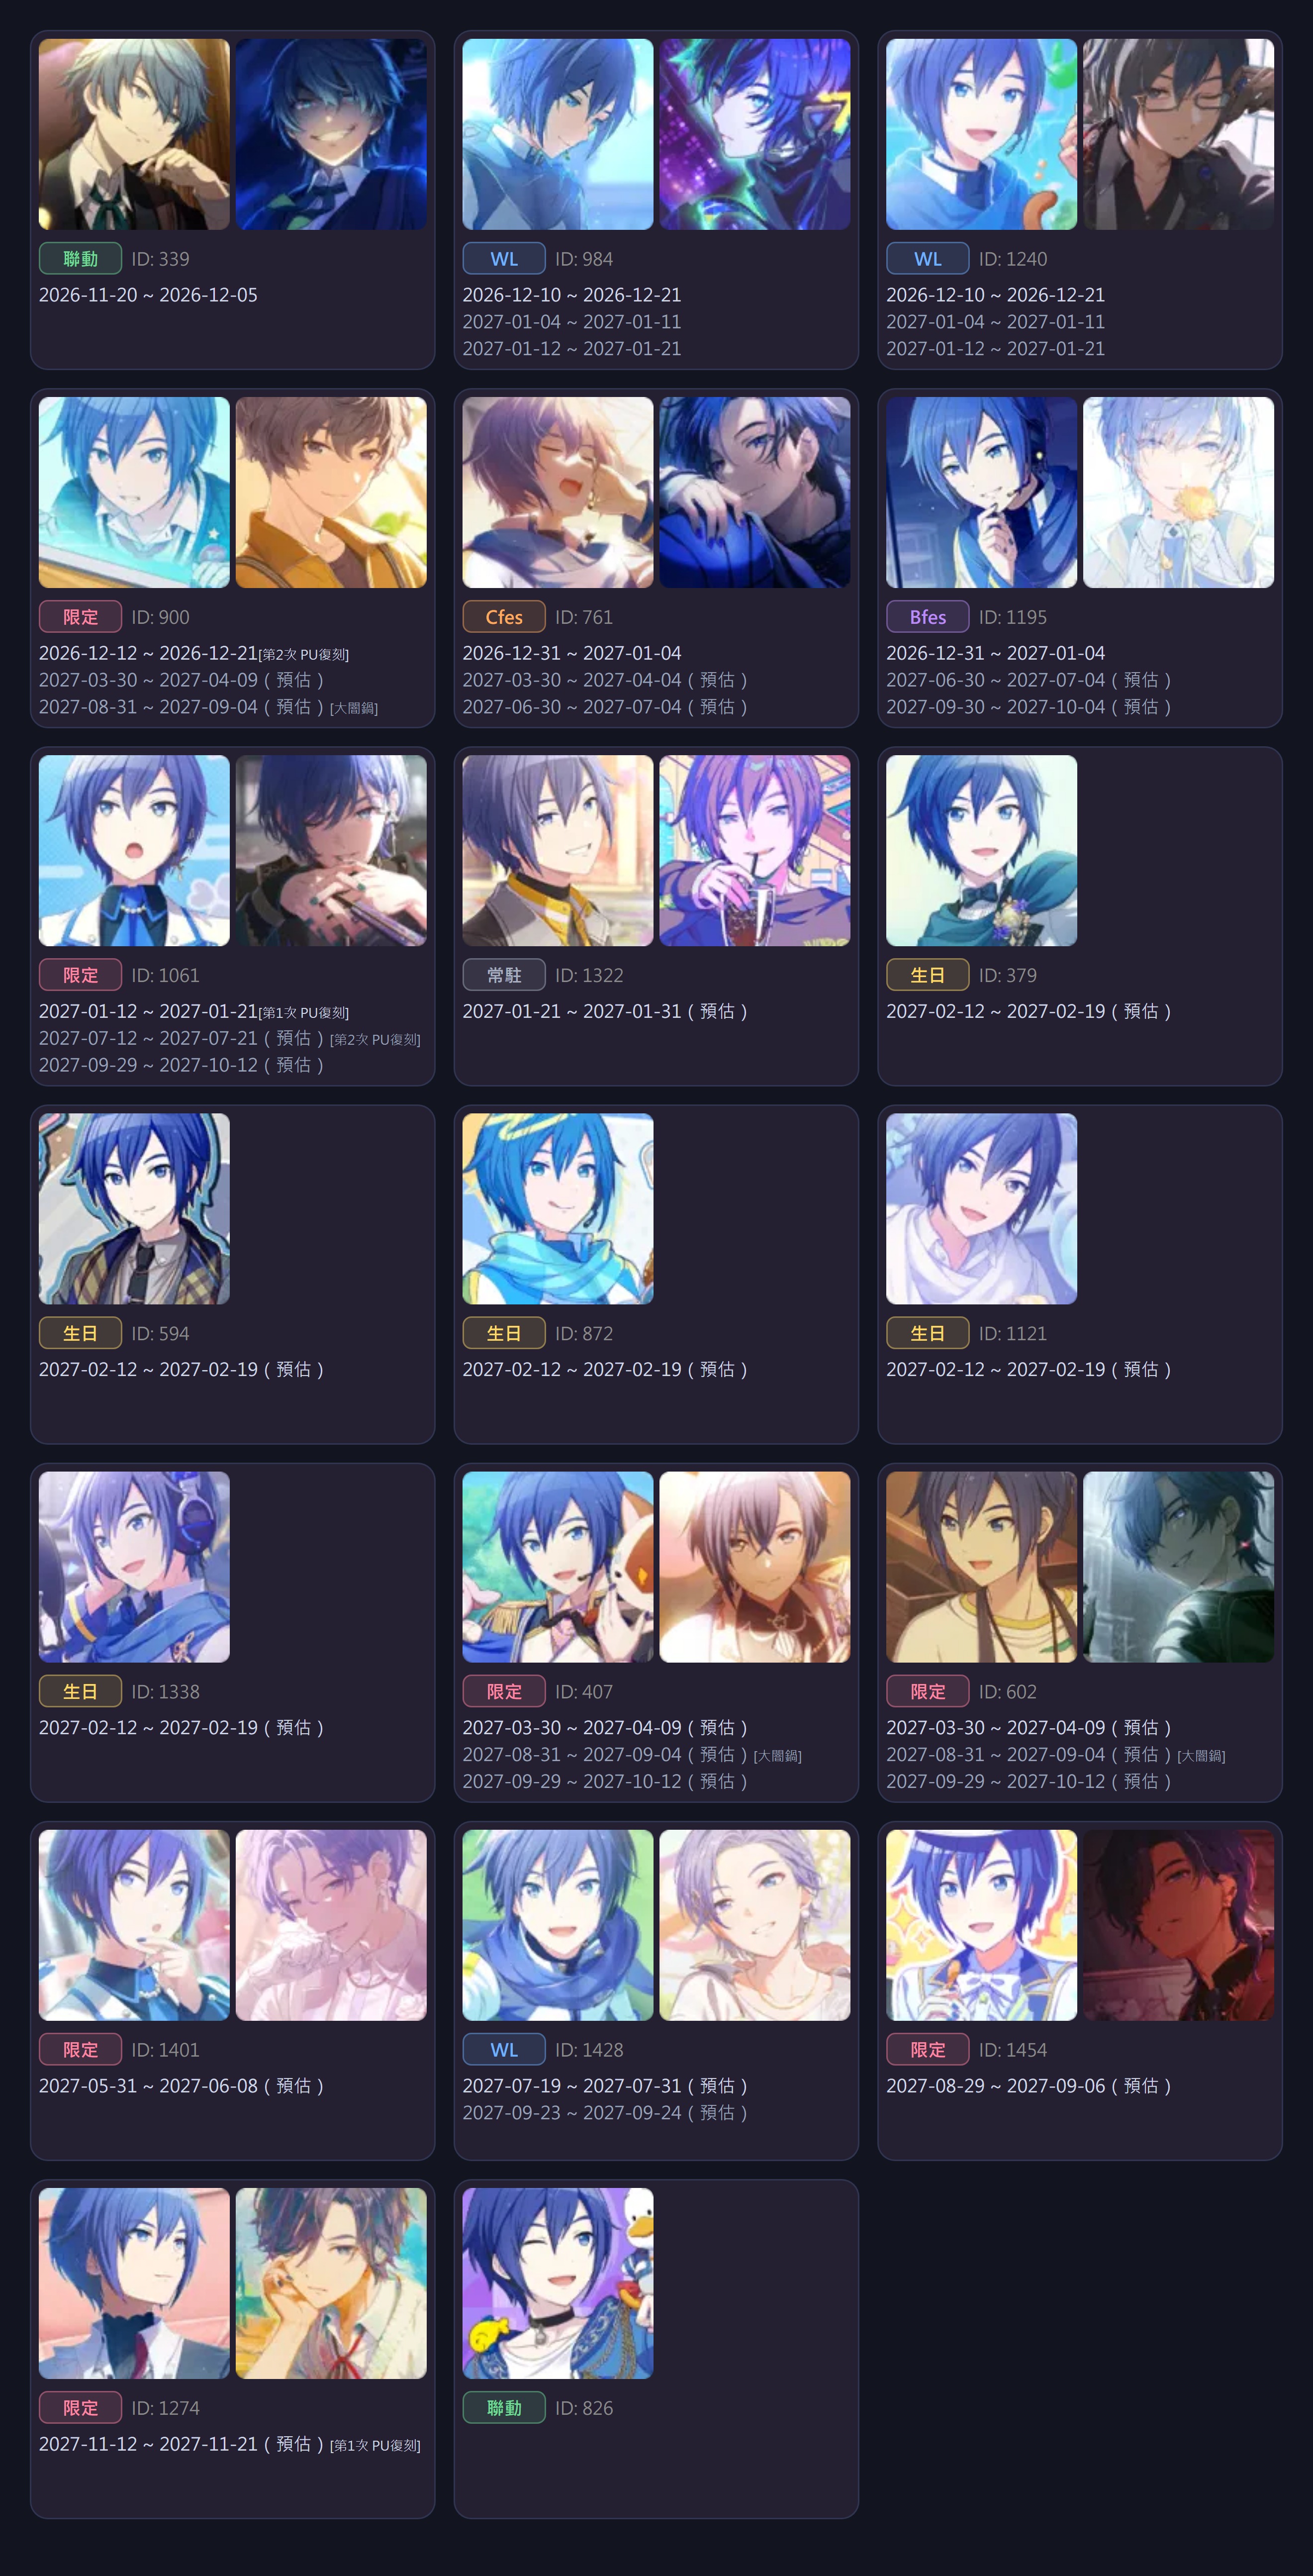 聯動 ID: 339
2026-11-20 ~ 2026-12-05
WL ID: 984
2026-12-10 ~ 2026-12-21
2027-01-04 ~ 2027-01-11
2027-01-12 ~ 2027-01-21
WL ID: 1240
2026-12-10 ~ 2026-12-21
2027-01-04 ~ 2027-01-11
2027-01-12 ~ 2027-01-21
限定 ID: 900
2026-12-12 ~ 2026-12-21[第2次 PU復刻]
2027-03-30 ~ 2027-04-09 ( 預估 )
2027-08-31 ~ 2027-09-04 ( 預估 ) [大闇鍋]
Cfes ID: 761
2026-12-31 ~ 2027-01-04
2027-03-30 ~ 2027-04-04 ( 預估 )
2027-06-30 ~ 2027-07-04 ( 預估 )
Bfes ID: 1195
2026-12-31 ~ 2027-01-04
2027-06-30 ~ 2027-07-04 ( 預估 )
2027-09-30 ~ 2027-10-04 ( 預估 )
限定 ID: 1061
2027-01-12 ~ 2027-01-21[第1次 PU復刻]
2027-07-12 ~ 2027-07-21 ( 預估 ) [第2次 PU復刻]
2027-09-29 ~ 2027-10-12 ( 預估 )
常駐 ID: 1322
2027-01-21 ~ 2027-01-31 ( 預估 )
生日 ID: 379
2027-02-12 ~ 2027-02-19 ( 預估 )
生日 ID: 594
2027-02-12 ~ 2027-02-19 ( 預估 )
生日 ID: 872
2027-02-12 ~ 2027-02-19 ( 預估 )
生日 ID: 1121
2027-02-12 ~ 2027-02-19 ( 預估 )
生日 ID: 1338
2027-02-12 ~ 2027-02-19 ( 預估 )
限定 ID: 407
2027-03-30 ~ 2027-04-09 ( 預估 )
2027-08-31 ~ 2027-09-04 ( 預估 ) [大闇鍋]
2027-09-29 ~ 2027-10-12 ( 預估 )
限定 ID: 602
2027-03-30 ~ 2027-04-09 ( 預估 )
2027-08-31 ~ 2027-09-04 ( 預估 ) [大闇鍋]
2027-09-29 ~ 2027-10-12 ( 預估 )
限定 ID: 1401
2027-05-31 ~ 2027-06-08 ( 預估 )
WL ID: 1428
2027-07-19 ~ 2027-07-31 ( 預估 )
2027-09-23 ~ 2027-09-24 ( 預估 )
限定 ID: 1454
2027-08-29 ~ 2027-09-06 ( 預估 )
限定 ID: 1274
2027-11-12 ~ 2027-11-21 ( 預估 ) [第1次 PU復刻]
聯動 ID: 826